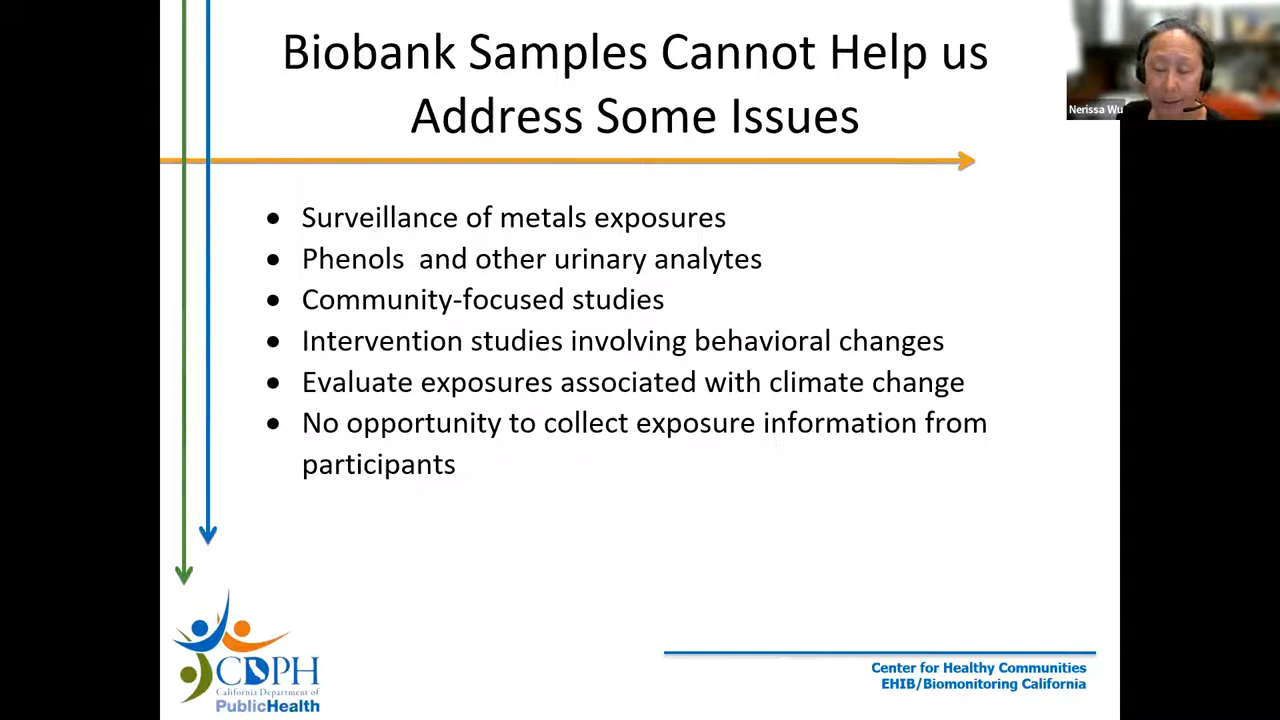 Biobank Samples Cannot Help us
Address Some Issues
Nerissa Wu
• Surveillance of metals exposures
• Phenols  and other urinary analytes
• Community-focused studies
• Intervention studies involving behavioral changes
• Evaluate exposures associated with climate change
• No opportunity to collect exposure information from
participants
CDPH
California Department of
PublicHealth
Center for Healthy Communities
EHIB/Biomonitoring California